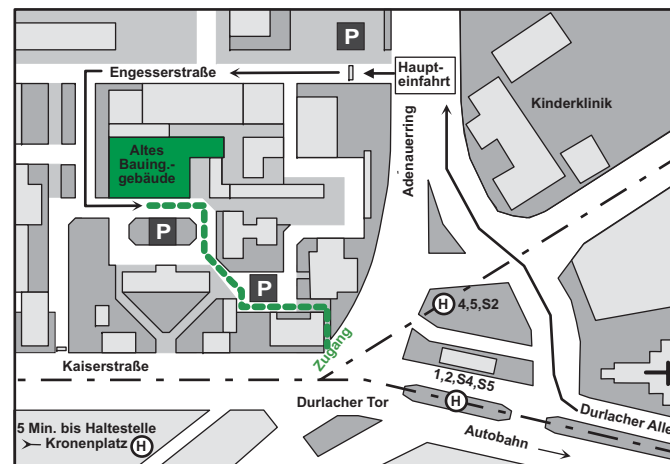 P
Engesserstraße
Haupt-
einfahrt
Kinderklinik
Altes
Bauing.-
gebäude
Adenauerring
P
P
H 4,5,S2
Zugang
Kaiserstraße
1,2,S4,S5
H
Durlacher Tor
Durlacher Alle
5 Min. bis Haltestelle
Kronenplatz H
Autobahn